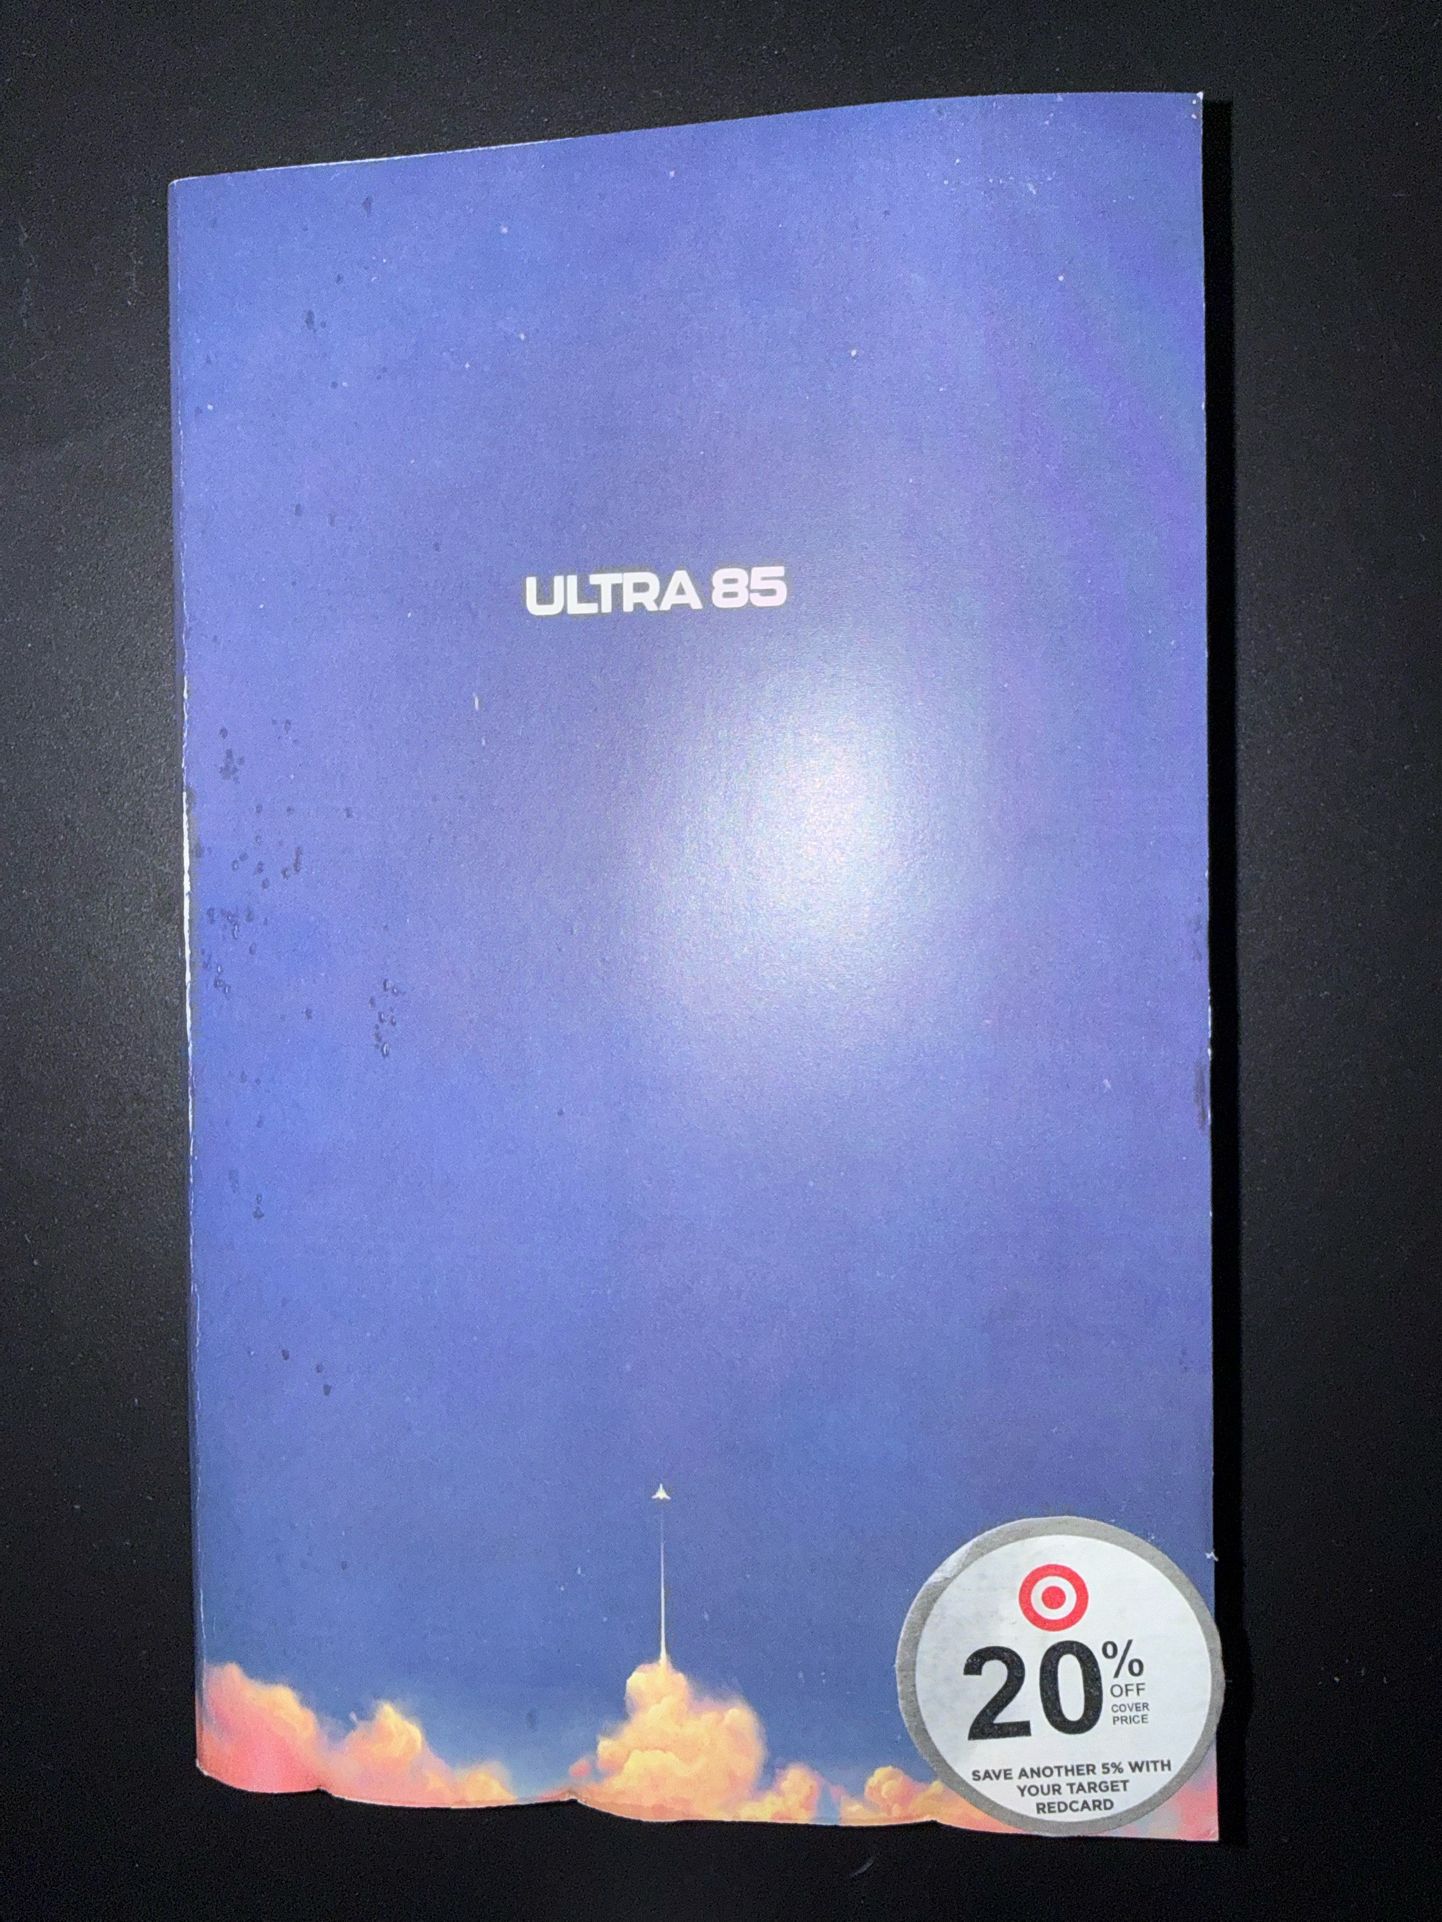 ULTRA 85
20%
OFF
COVER
PRICE
SAVE ANOTHER 5% WITH
YOUR TARGET
REDCARD